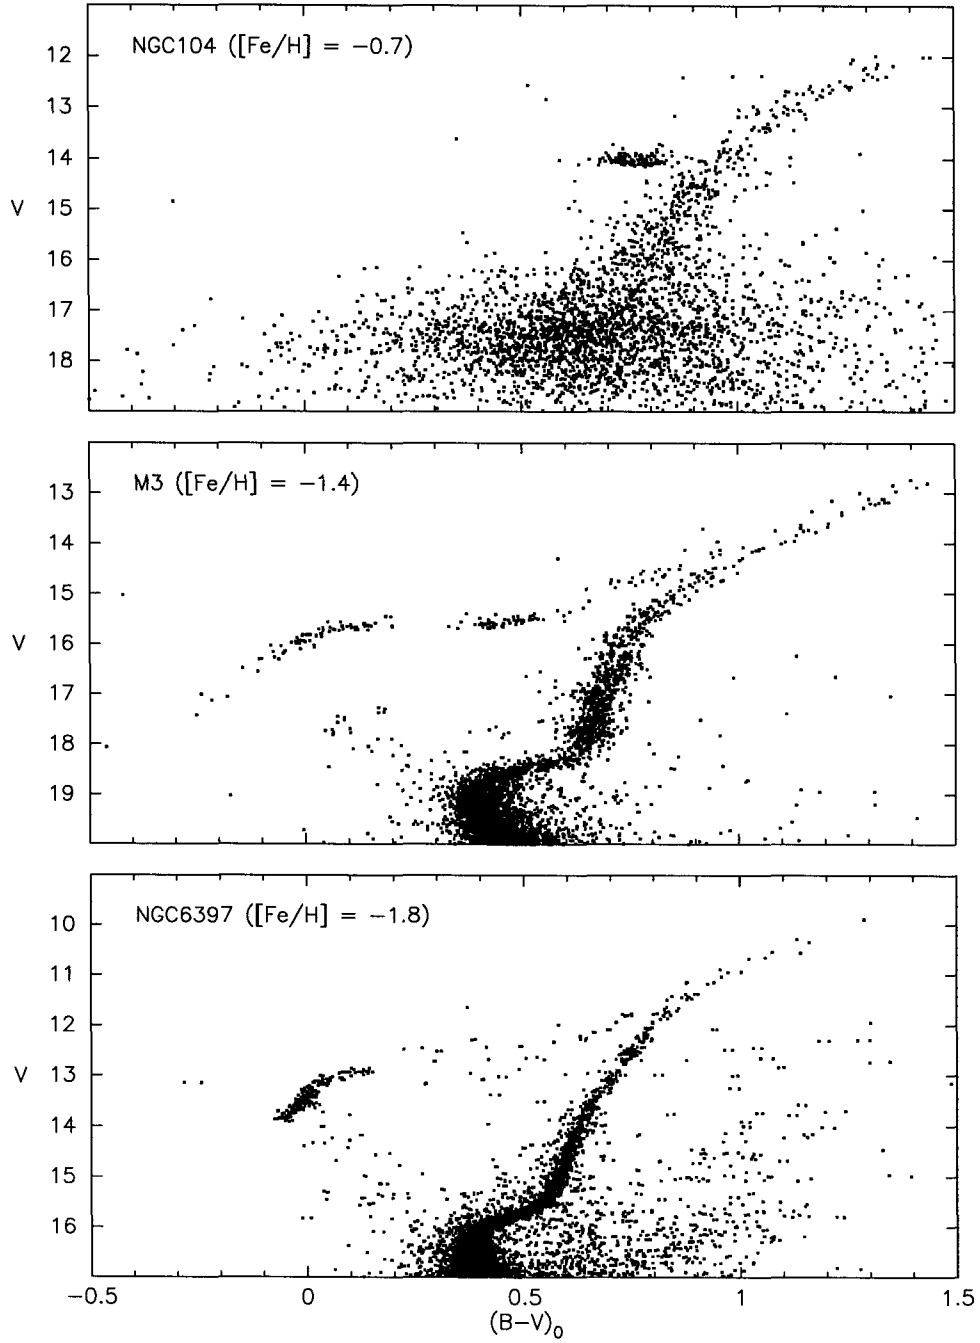 NGC104 ([Fe/H] = −0.7)
12
13
14
15
16
17
18
V
M3 ([Fe/H] = −1.4)
13
14
15
16
17
18
19
V
NGC6397 ([Fe/H] = −1.8)
10
11
12
13
14
15
16
V
−0.5 0 0.5 1 1.5
(B−V)₀